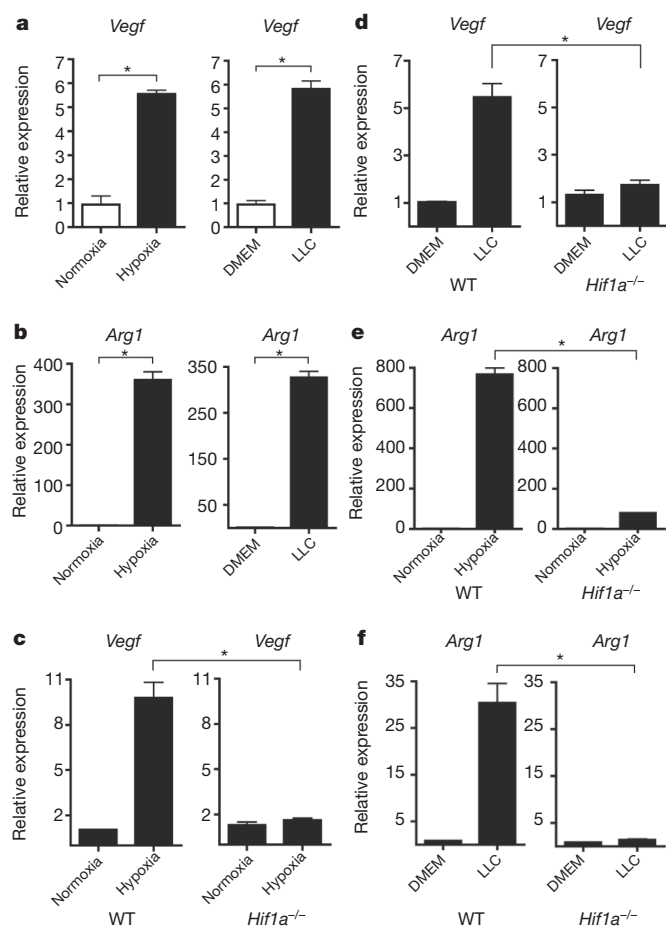 a
Vegf
Relative expression
7
6
5
4
3
2
1
0
*
Normoxia
Hypoxia
Vegf
7
6
5
4
3
2
1
0
*
DMEM
LLC
b
Arg1
Relative expression
400
300
200
100
0
*
Normoxia
Hypoxia
Arg1
350
250
150
50
*
DMEM
LLC
c
Vegf
Relative expression
11
8
5
2
Normoxia
Hypoxia
WT
*
Vegf
11
8
5
2
Normoxia
Hypoxia
Hif1a–/–
d
Vegf
Relative expression
7
5
3
1
DMEM
LLC
WT
*
Vegf
7
5
3
1
DMEM
LLC
Hif1a–/–
e
Arg1
Relative expression
800
600
400
200
0
Normoxia
Hypoxia
WT
*
Arg1
800
600
400
200
0
Normoxia
Hypoxia
Hif1a–/–
f
Arg1
Relative expression
35
25
15
5
DMEM
LLC
WT
*
Arg1
35
25
15
5
DMEM
LLC
Hif1a–/–